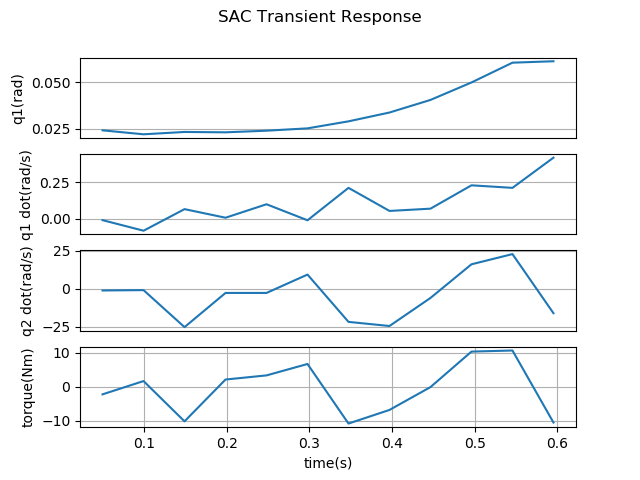 SAC Transient Response
0.050
0.025
q1(rad)
0.25
0.00
q1 dot(rad/s)
25
0
−25
q2 dot(rad/s)
10
0
−10
torque(Nm)
0.1 0.2 0.3 0.4 0.5 0.6
time(s)